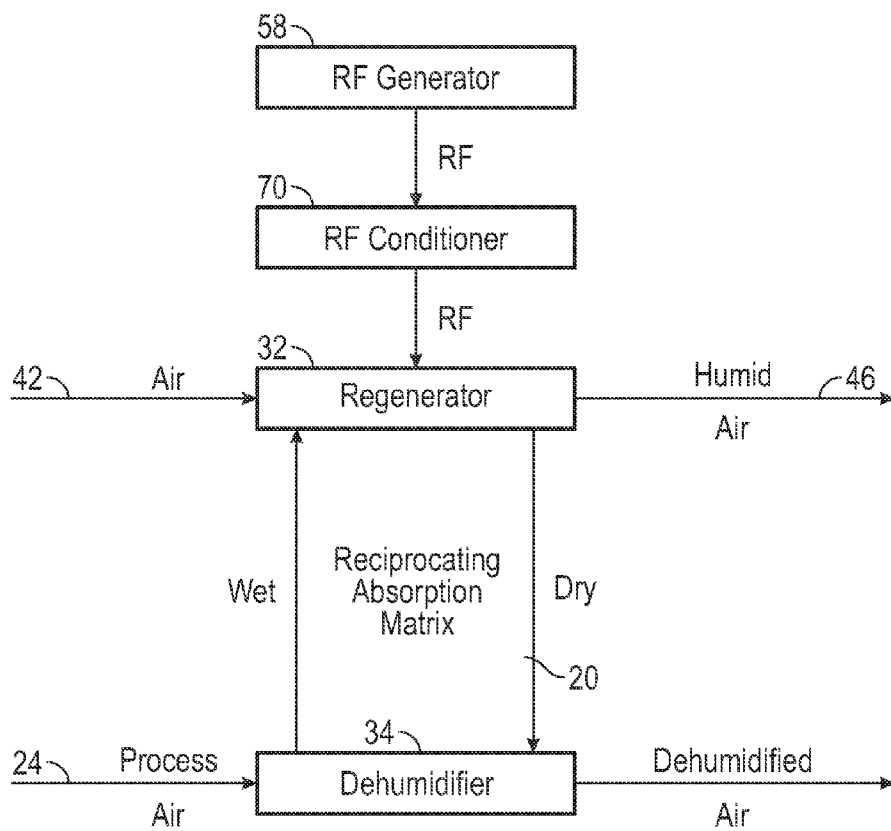 58
RF Generator
RF
70
RF Conditioner
RF
32
42
Air
Regenerator
Humid
46
Air
Wet
Reciprocating
Absorption
Matrix
Dry
20
34
24
Process
Air
Dehumidifier
Dehumidified
Air